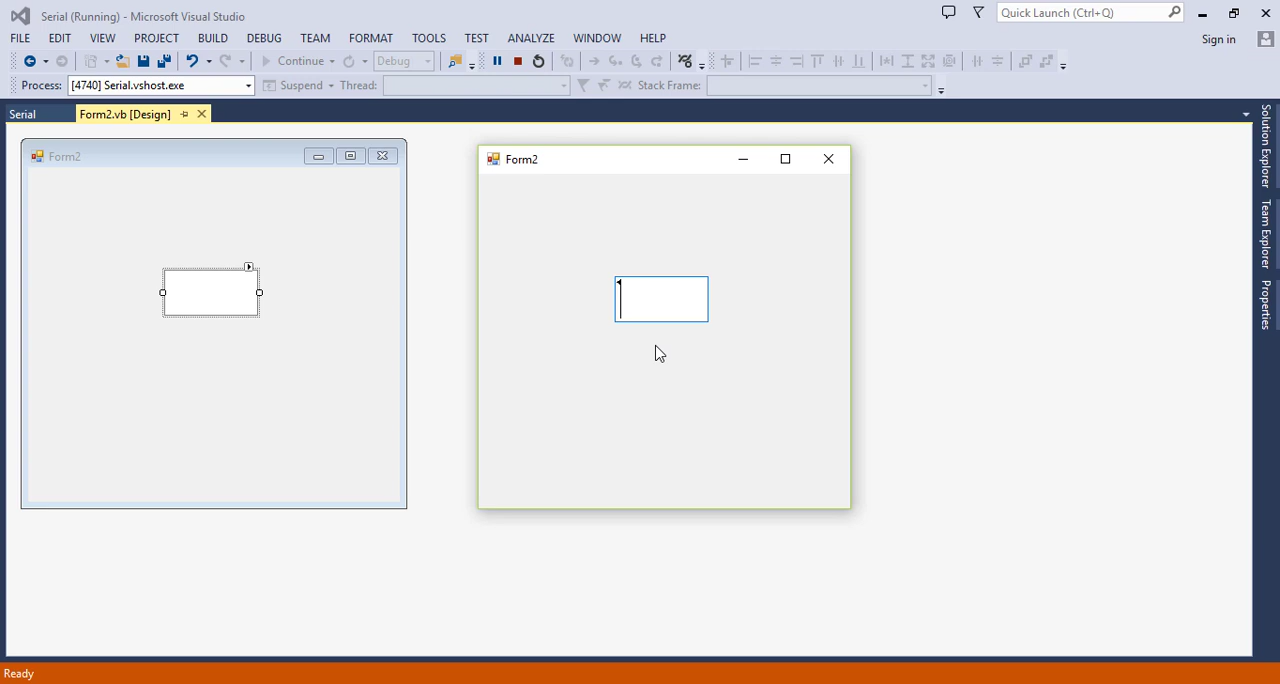 Serial (Running) - Microsoft Visual Studio
Quick Launch (Ctrl+Q)
FILE EDIT VIEW PROJECT BUILD DEBUG TEAM FORMAT TOOLS TEST ANALYZE WINDOW HELP
Sign in
Continue Debug
Process: [4740] Serial.vshost.exe Suspend Thread: Stack Frame:
Serial Form2.vb [Design]
Form2
Form2
Solution Explorer
Team Explorer
Properties
Ready